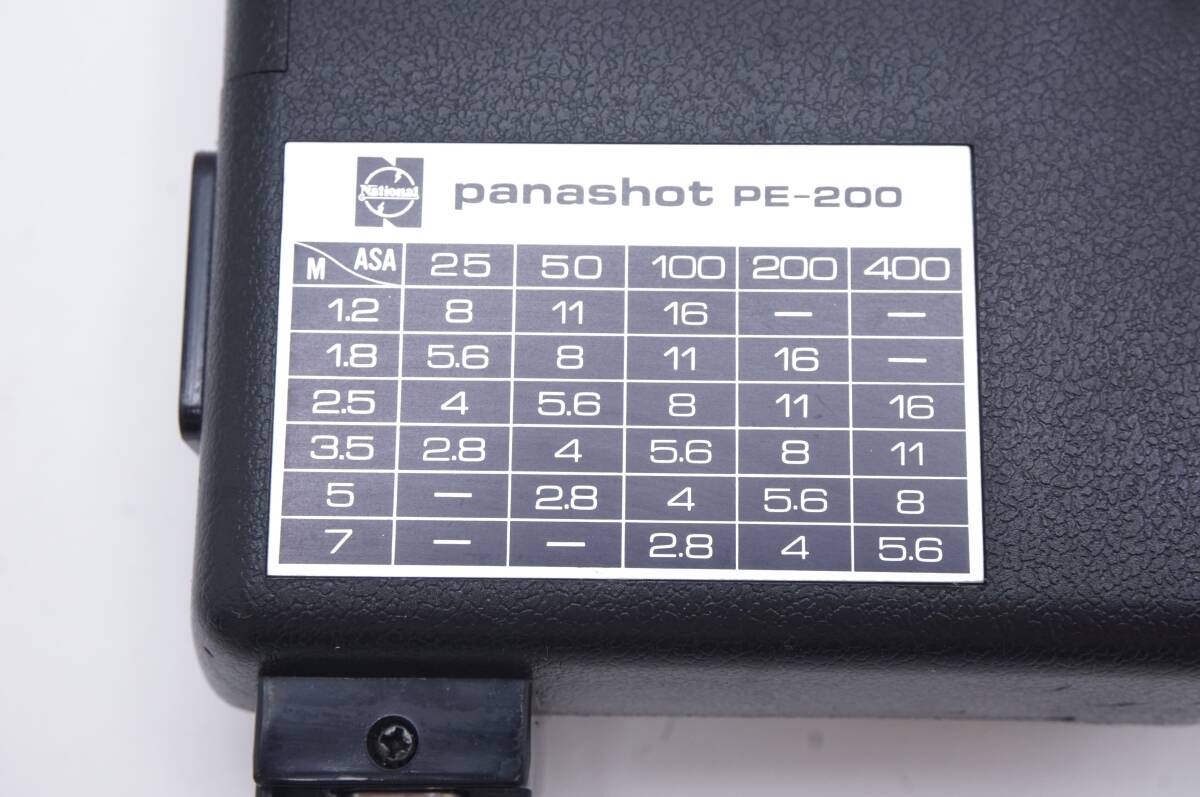 National panashot PE-200
M ASA 25 50 100 200 400
1.2 8 11 16 — —
1.8 5.6 8 11 16 —
2.5 4 5.6 8 11 16
3.5 2.8 4 5.6 8 11
5 — 2.8 4 5.6 8
7 — — 2.8 4 5.6